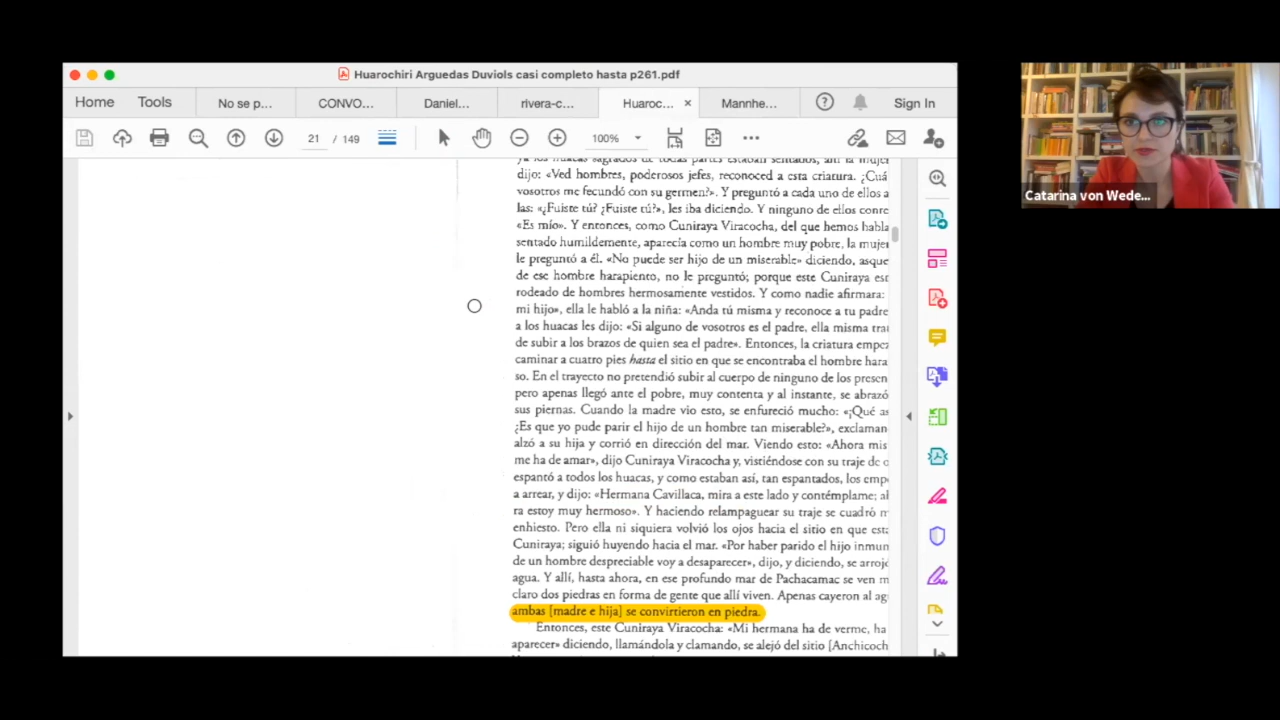 Huarochiri Arguedas Duviols casi completo hasta p261.pdf
Home Tools No se p... CONVO... Daniel... rivera-c... Huaroc... × Mannhe... Sign In
21 / 149 100%
ya los huacas sagrados de todas partes estaban sentados, allí la mujer
dijo: «Ved hombres, poderosos jefes, reconoced a esta criatura. ¿Cuá
vosotros me fecundó con su germen?». Y preguntó a cada uno de ellos a
las: «¿Fuiste tú? ¿Fuiste tú?», les iba diciendo. Y ninguno de ellos conte
«Es mío». Y entonces, como Cuniraya Viracocha, del que hemos habla
sentado humildemente, aparecía como un hombre muy pobre, la mujer
le preguntó a él. «No puede ser hijo de un miserable» diciendo, asque
de ese hombre harapiento, no le preguntó; porque este Cuniraya est
rodeado de hombres hermosamente vestidos. Y como nadie afirmara:
mi hijo», ella le habló a la niña: «Anda tú misma y reconoce a tu padre
a los huacas les dijo: «Si alguno de vosotros es el padre, ella misma trat
de subir a los brazos de quien sea el padre». Entonces, la criatura empez
caminar a cuatro pies hasta el sitio en que se encontraba el hombre hara
so. En el trayecto no pretendió subir al cuerpo de ninguno de los presen
pero apenas llegó ante el pobre, muy contenta y al instante, se abrazó
sus piernas. Cuando la madre vio esto, se enfureció mucho: «¡Qué as
¿Es que yo pude parir el hijo de un hombre tan miserable?», exclaman
alzó a su hija y corrió en dirección del mar. Viendo esto: «Ahora mis
me ha de amar», dijo Cuniraya Viracocha y, vistiéndose con su traje de o
espantó a todos los huacas, y como estaban así, tan espantados, los empe
a arrear, y dijo: «Hermana Cavillaca, mira a este lado y contémplame; ah
ra estoy muy hermoso». Y haciendo relampaguear su traje se cuadró m
enhiesto. Pero ella ni siquiera volvió los ojos hacia el sitio en que esta
Cuniraya; siguió huyendo hacia el mar. «Por haber parido el hijo inmun
de un hombre despreciable voy a desaparecer», dijo, y diciendo, se arrojó
agua. Y allí, hasta ahora, en ese profundo mar de Pachacamac se ven m
claro dos piedras en forma de gente que allí viven. Apenas cayeron al ag
ambas [madre e hija] se convirtieron en piedra.
Entonces, este Cuniraya Viracocha: «Mi hermana ha de verme, ha
aparecer» diciendo, llamándola y clamando, se alejó del sitio [Anchicoch
Catarina von Wede...